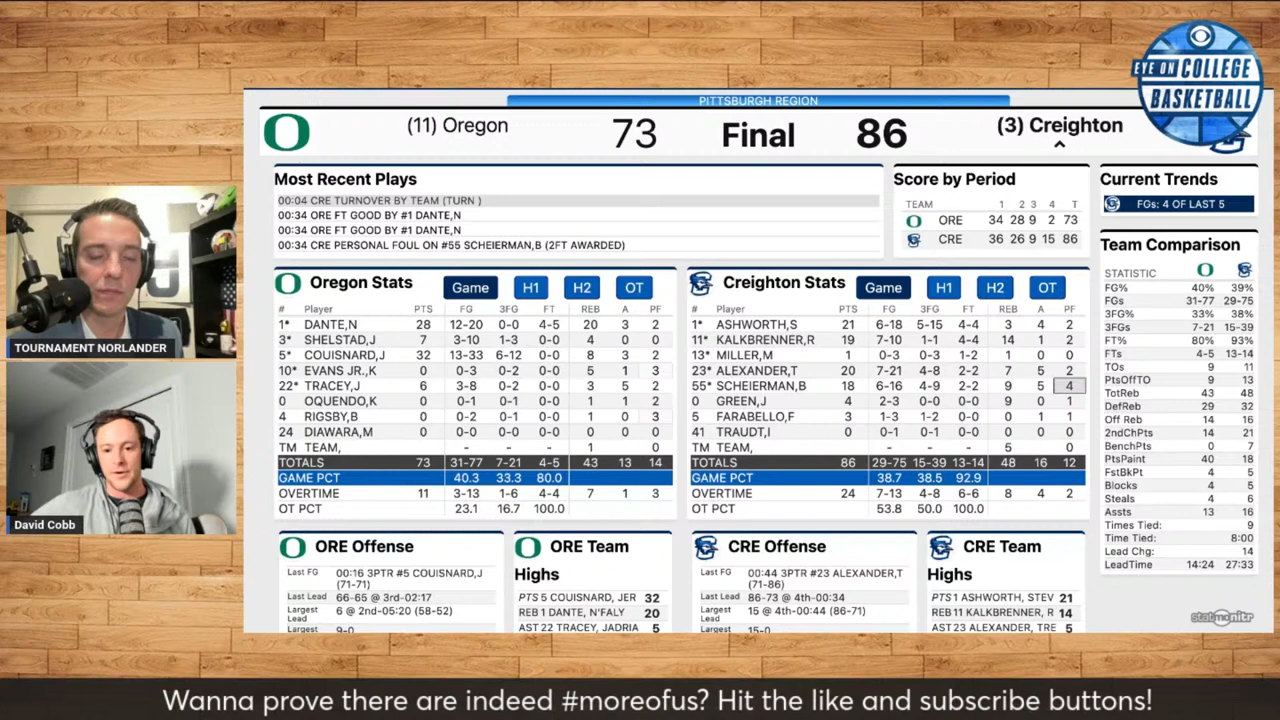 EYE ON COLLEGE BASKETBALL
PITTSBURGH REGION
(11) Oregon 73 Final 86 (3) Creighton
Most Recent Plays
00:04 CRE TURNOVER BY TEAM (TURN )
00:34 ORE FT GOOD BY #1 DANTE,N
00:34 ORE FT GOOD BY #1 DANTE,N
00:34 CRE PERSONAL FOUL ON #55 SCHEIERMAN,B (2FT AWARDED)
Score by Period
TEAM 1 2 3 4 T
ORE 34 28 9 2 73
CRE 36 26 9 15 86
Current Trends
FGs: 4 OF LAST 5
Oregon Stats Game H1 H2 OT
# Player PTS FG 3FG FT REB A PF
1* DANTE,N 28 12-20 0-0 4-5 20 3 2
3* SHELSTAD,J 7 3-10 1-3 0-0 4 0 0
5* COUISNARD,J 32 13-33 6-12 0-0 8 3 2
10* EVANS JR.,K 0 0-3 0-2 0-0 5 1 3
22* TRACEY,J 6 3-8 0-2 0-0 3 5 2
0 OQUENDO,K 0 0-1 0-1 0-0 1 1 2
4 RIGSBY,B 0 0-2 0-1 0-0 1 0 3
24 DIAWARA,M 0 0-0 0-0 0-0 0 0 0
TM TEAM, - - - 1 0
TOTALS 73 31-77 7-21 4-5 43 13 14
GAME PCT 40.3 33.3 80.0
OVERTIME 11 3-13 1-6 4-4 7 1 3
OT PCT 23.1 16.7 100.0
Creighton Stats Game H1 H2 OT
# Player PTS FG 3FG FT REB A PF
1* ASHWORTH,S 21 6-18 5-15 4-4 3 4 2
11* KALKBRENNER,R 19 7-10 1-1 4-4 14 1 2
13* MILLER,M 1 0-3 0-3 1-2 1 0 0
23* ALEXANDER,T 20 7-21 4-8 2-2 7 5 2
55* SCHEIERMAN,B 18 6-16 4-9 2-2 9 5 4
0 GREEN,J 4 2-3 0-0 0-0 9 0 1
5 FARABELLO,F 3 1-3 1-2 0-0 0 1 1
41 TRAUDT,I 0 0-1 0-1 0-0 0 0 0
TM TEAM, - - - 5 0
TOTALS 86 29-75 15-39 13-14 48 16 12
GAME PCT 38.7 38.5 92.9
OVERTIME 24 7-13 4-8 6-6 8 4 2
OT PCT 53.8 50.0 100.0
Team Comparison
STATISTIC
FG% 40% 39%
FGs 31-77 29-75
3FG% 33% 38%
3FGs 7-21 15-39
FT% 80% 93%
FTs 4-5 13-14
TOs 9 11
PtsOffTO 9 13
TotReb 43 48
DefReb 29 32
Off Reb 14 16
2ndChPts 14 21
BenchPts 0 7
PtsPaint 40 18
FstBkPt 4 5
Blocks 4 5
Steals 4 6
Assts 13 16
Times Tied: 9
Time Tied: 8:00
Lead Chg: 14
LeadTime 14:24 27:33
ORE Offense
Last FG 00:16 3PTR #5 COUISNARD,J (71-71)
Last Lead 66-65 @ 3rd-02:17
Largest Lead 6 @ 2nd-05:20 (58-52)
Largest 9-0
ORE Team
Highs
PTS 5 COUISNARD, JER 32
REB 1 DANTE, N'FALY 20
AST 22 TRACEY, JADRIA 5
CRE Offense
Last FG 00:44 3PTR #23 ALEXANDER,T (71-86)
Last Lead 86-73 @ 4th-00:34
Largest Lead 15 @ 4th-00:44 (86-71)
Largest 15-0
CRE Team
Highs
PTS 1 ASHWORTH, STEV 21
REB 11 KALKBRENNER, R 14
AST 23 ALEXANDER, TRE 5
statmonitr
TOURNAMENT NORLANDER
David Cobb
Wanna prove there are indeed #moreofus? Hit the like and subscribe buttons!